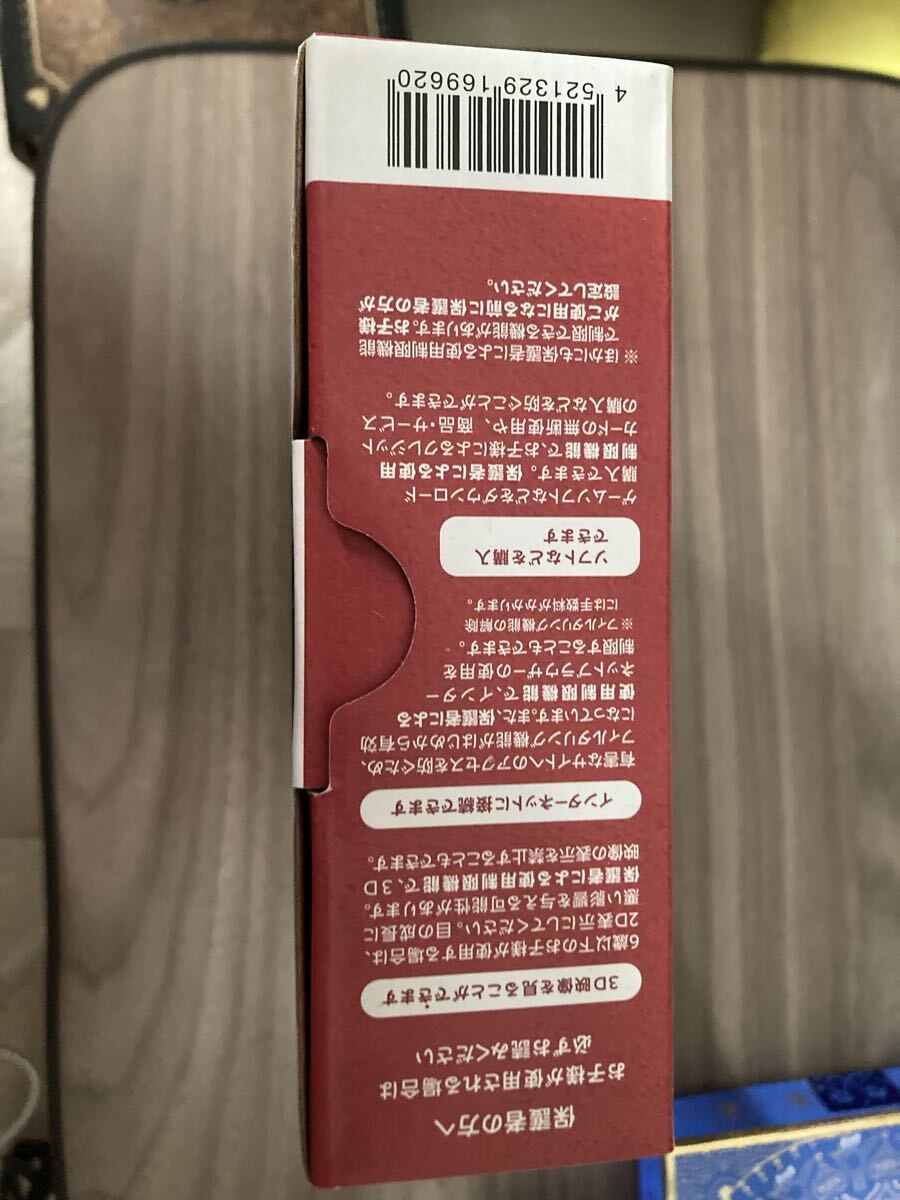 保護者の方へ
お子様が使用される場合は
必ずお読みください
3D映像を見ることができます
6歳以下のお子様が使用する場合は、
2D表示にしてください。目の成長に
悪い影響を与える可能性があります。
保護者による使用制限機能で、3D
映像の表示を禁止することもできます。
インターネットに接続できます
有害なサイトへのアクセスを防ぐため、
フィルタリング機能がはじめから有効
になっています。また、保護者による
使用制限機能で、インター
ネットブラウザーの使用を
制限することもできます。
※フィルタリング機能の解除
には手数料がかかります。
ソフトなどを購入
できます
ゲームソフトなどをダウンロード
購入できます。保護者による使用
制限機能で、お子様によるクレジット
カードの無断使用や、商品・サービス
の購入などを防ぐことができます。
※ほかにも保護者による使用制限機能
で制限できる機能があります。お子様
がご使用になる前に保護者の方が
設定してください。
4 521329 169620